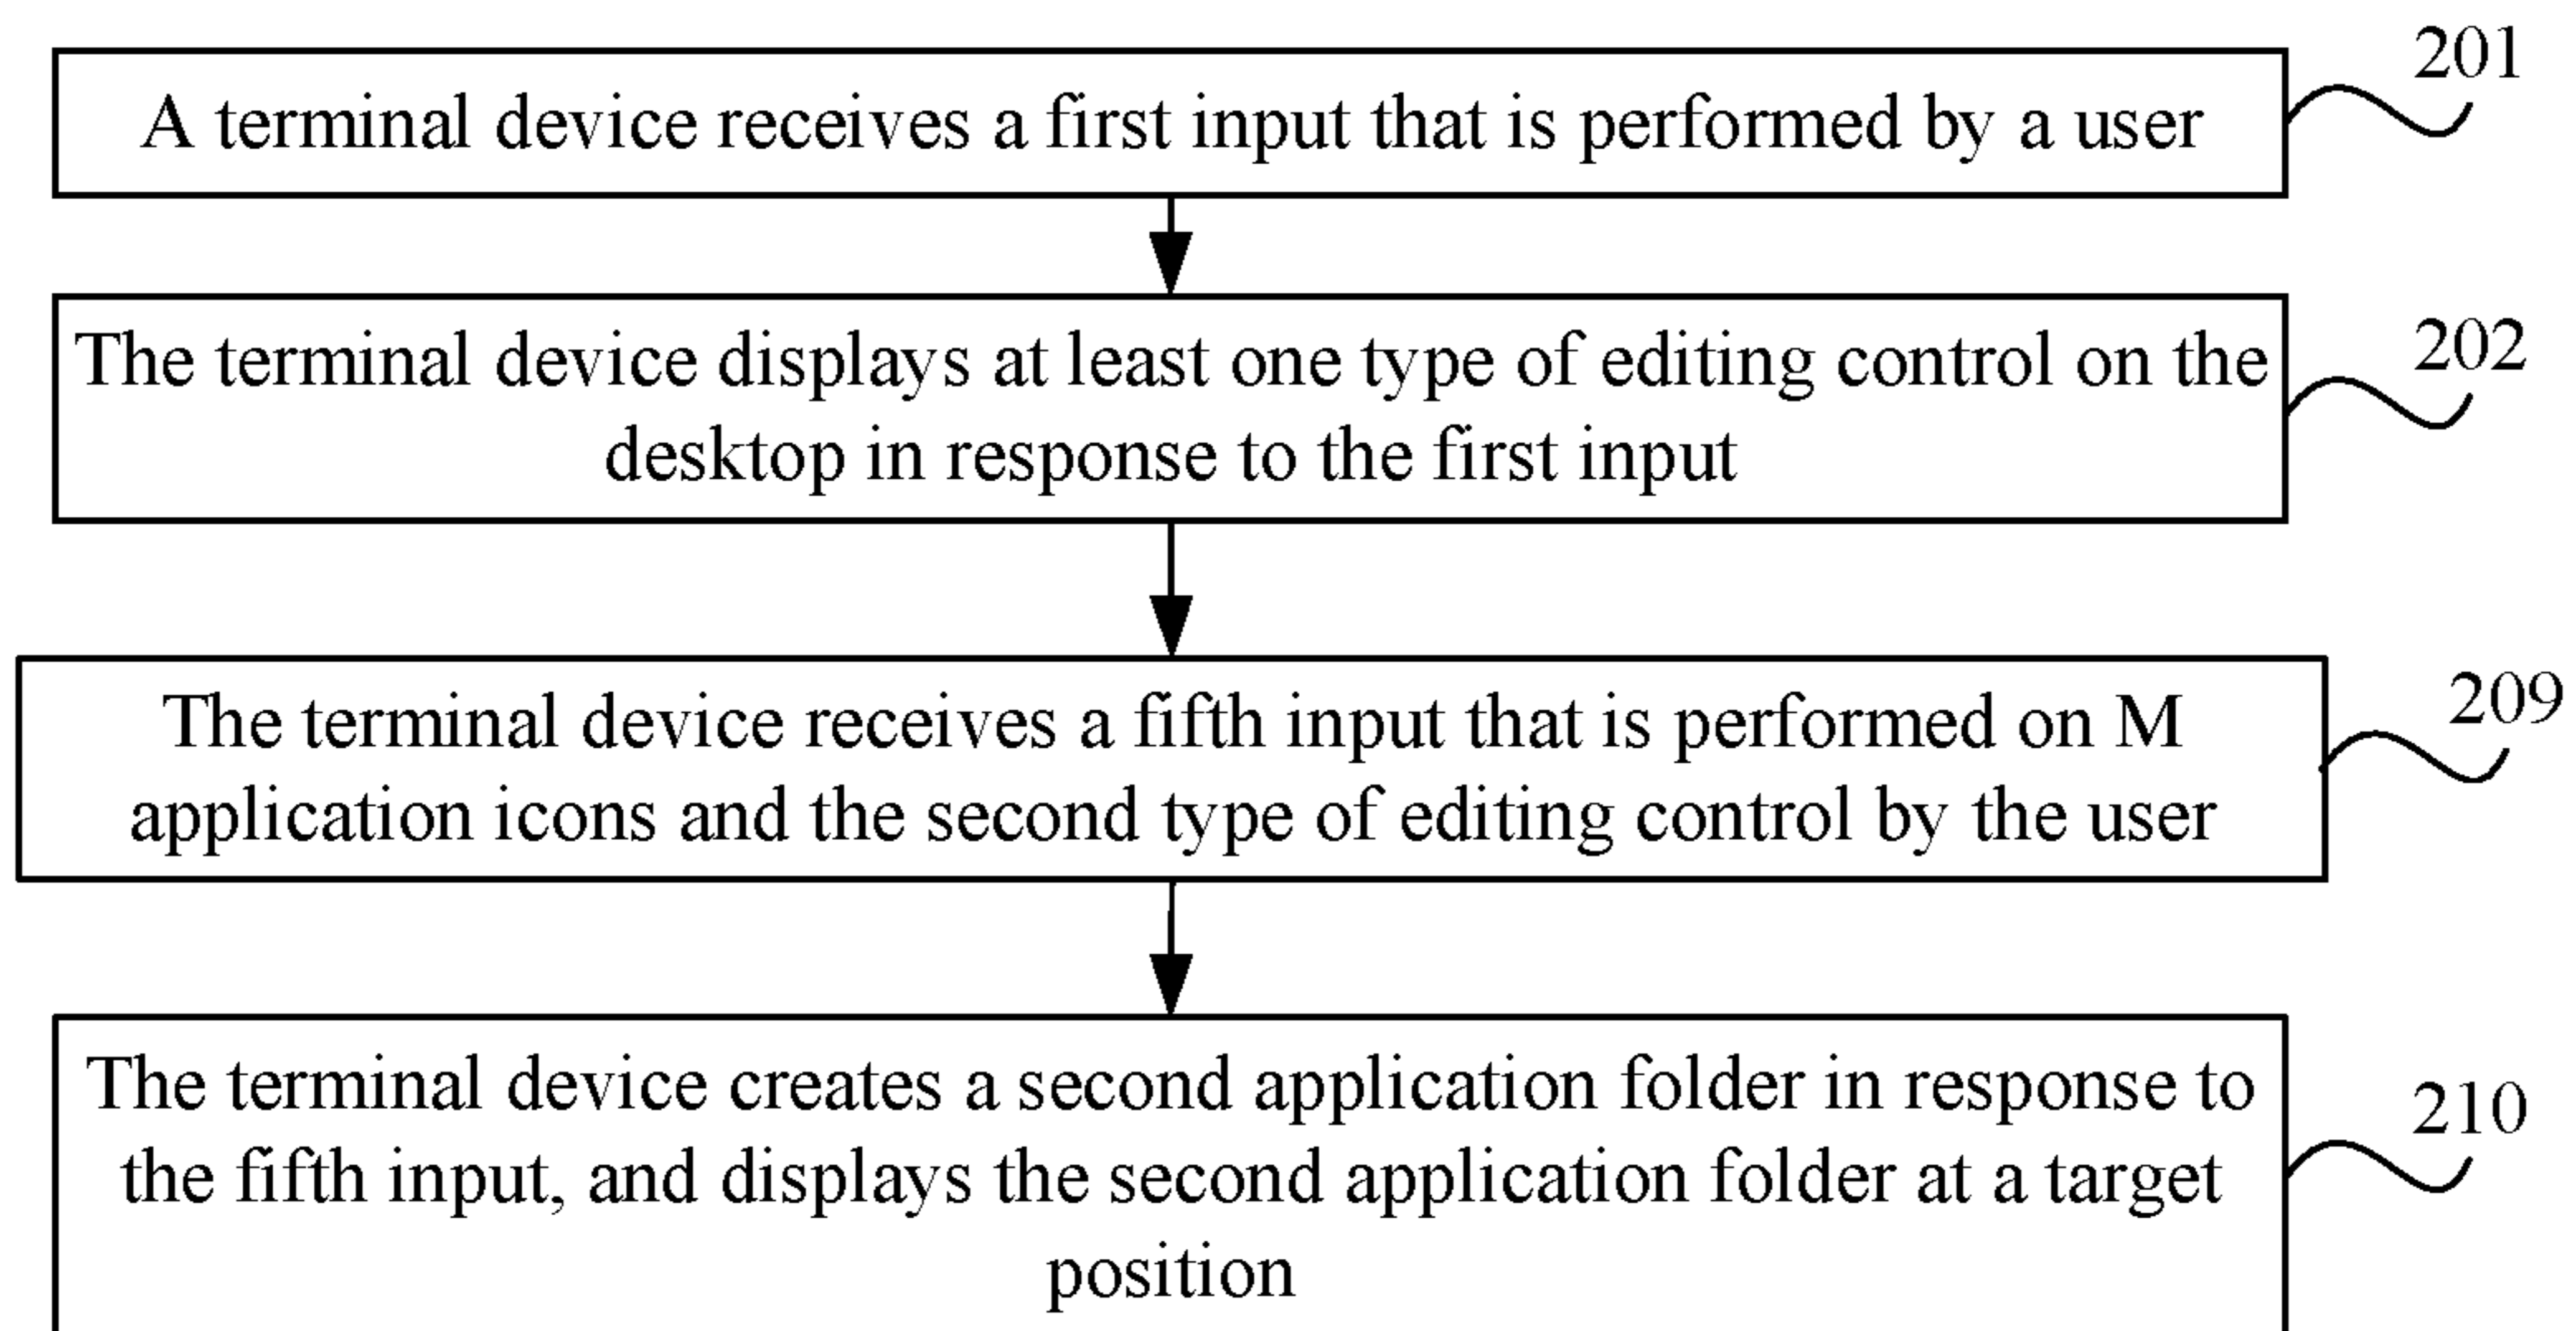 201
A terminal device receives a first input that is performed by a user
202
The terminal device displays at least one type of editing control on the
desktop in response to the first input
209
The terminal device receives a fifth input that is performed on M
application icons and the second type of editing control by the user
210
The terminal device creates a second application folder in response to
the fifth input, and displays the second application folder at a target
position